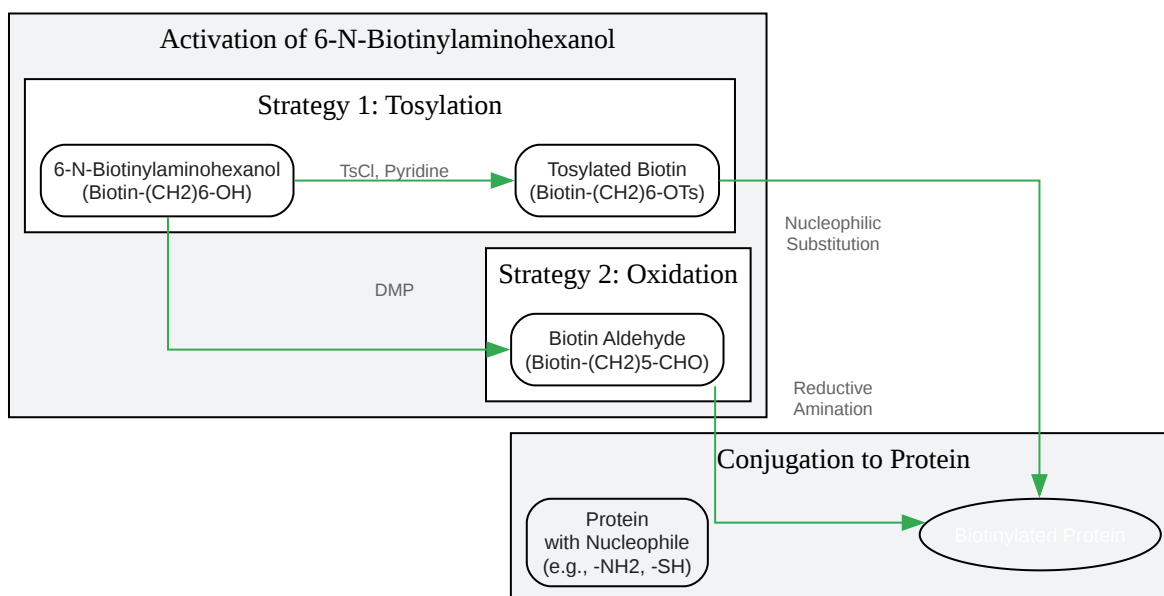 Activation of 6-N-Biotinylaminohexanol
Strategy 1: Tosylation
6-N-Biotinylaminohexanol
(Biotin-(CH2)6-OH)
TsCl, Pyridine
Tosylated Biotin
(Biotin-(CH2)6-OTs)
Nucleophilic
Substitution
Strategy 2: Oxidation
DMP
Biotin Aldehyde
(Biotin-(CH2)5-CHO)
Reductive
Amination
Conjugation to Protein
Protein
with Nucleophile
(e.g., -NH2, -SH)
Biotinylated Protein